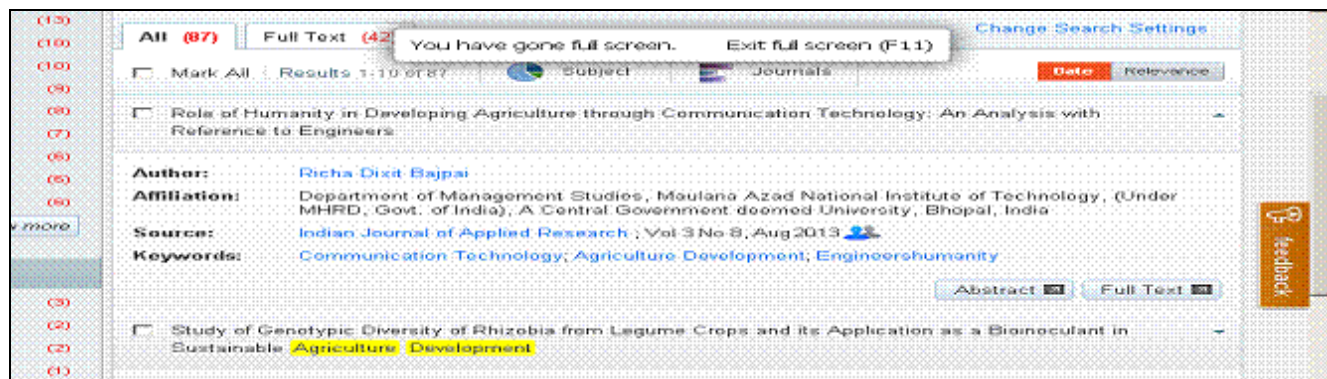 (13)
(10)
(10)
(9)
(8)
(7)
(6)
(5)
(5)
more
(3)
(2)
(2)
(1)
All (87) Full Text (42
You have gone full screen. Exit full screen (F11)
Change Search Settings
Mark All Results 1-10 of 87 Subject Journals Date Relevance
Role of Humanity in Developing Agriculture through Communication Technology: An Analysis with
Reference to Engineers
Author: Richa Dixit Bajpai
Affiliation: Department of Management Studies, Maulana Azad National Institute of Technology, (Under
MHRD, Govt. of India), A Central Government deemed University, Bhopal, India
Source: Indian Journal of Applied Research ; Vol 3 No 8, Aug 2013
Keywords: Communication Technology; Agriculture Development; Engineershumanity
Abstract Full Text
Study of Genotypic Diversity of Rhizobia from Legume Crops and its Application as a Bioinoculant in
Sustainable Agriculture Development
feedback